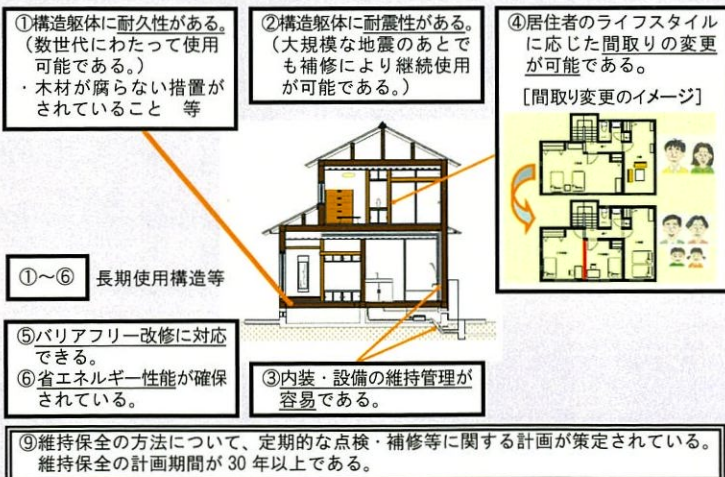 ①構造躯体に耐久性がある。
(数世代にわたって使用
可能である。)
・木材が腐らない措置が
されていること 等
②構造躯体に耐震性がある。
(大規模な地震のあとで
も補修により継続使用
が可能である。)
④居住者のライフスタイル
に応じた間取りの変更
が可能である。
[間取り変更のイメージ]
①～⑥ 長期使用構造等
⑤バリアフリー改修に対応
できる。
⑥省エネルギー性能が確保
されている。
③内装・設備の維持管理が
容易である。
⑨維持保全の方法について、定期的な点検・補修等に関する計画が策定されている。
維持保全の計画期間が 30 年以上である。